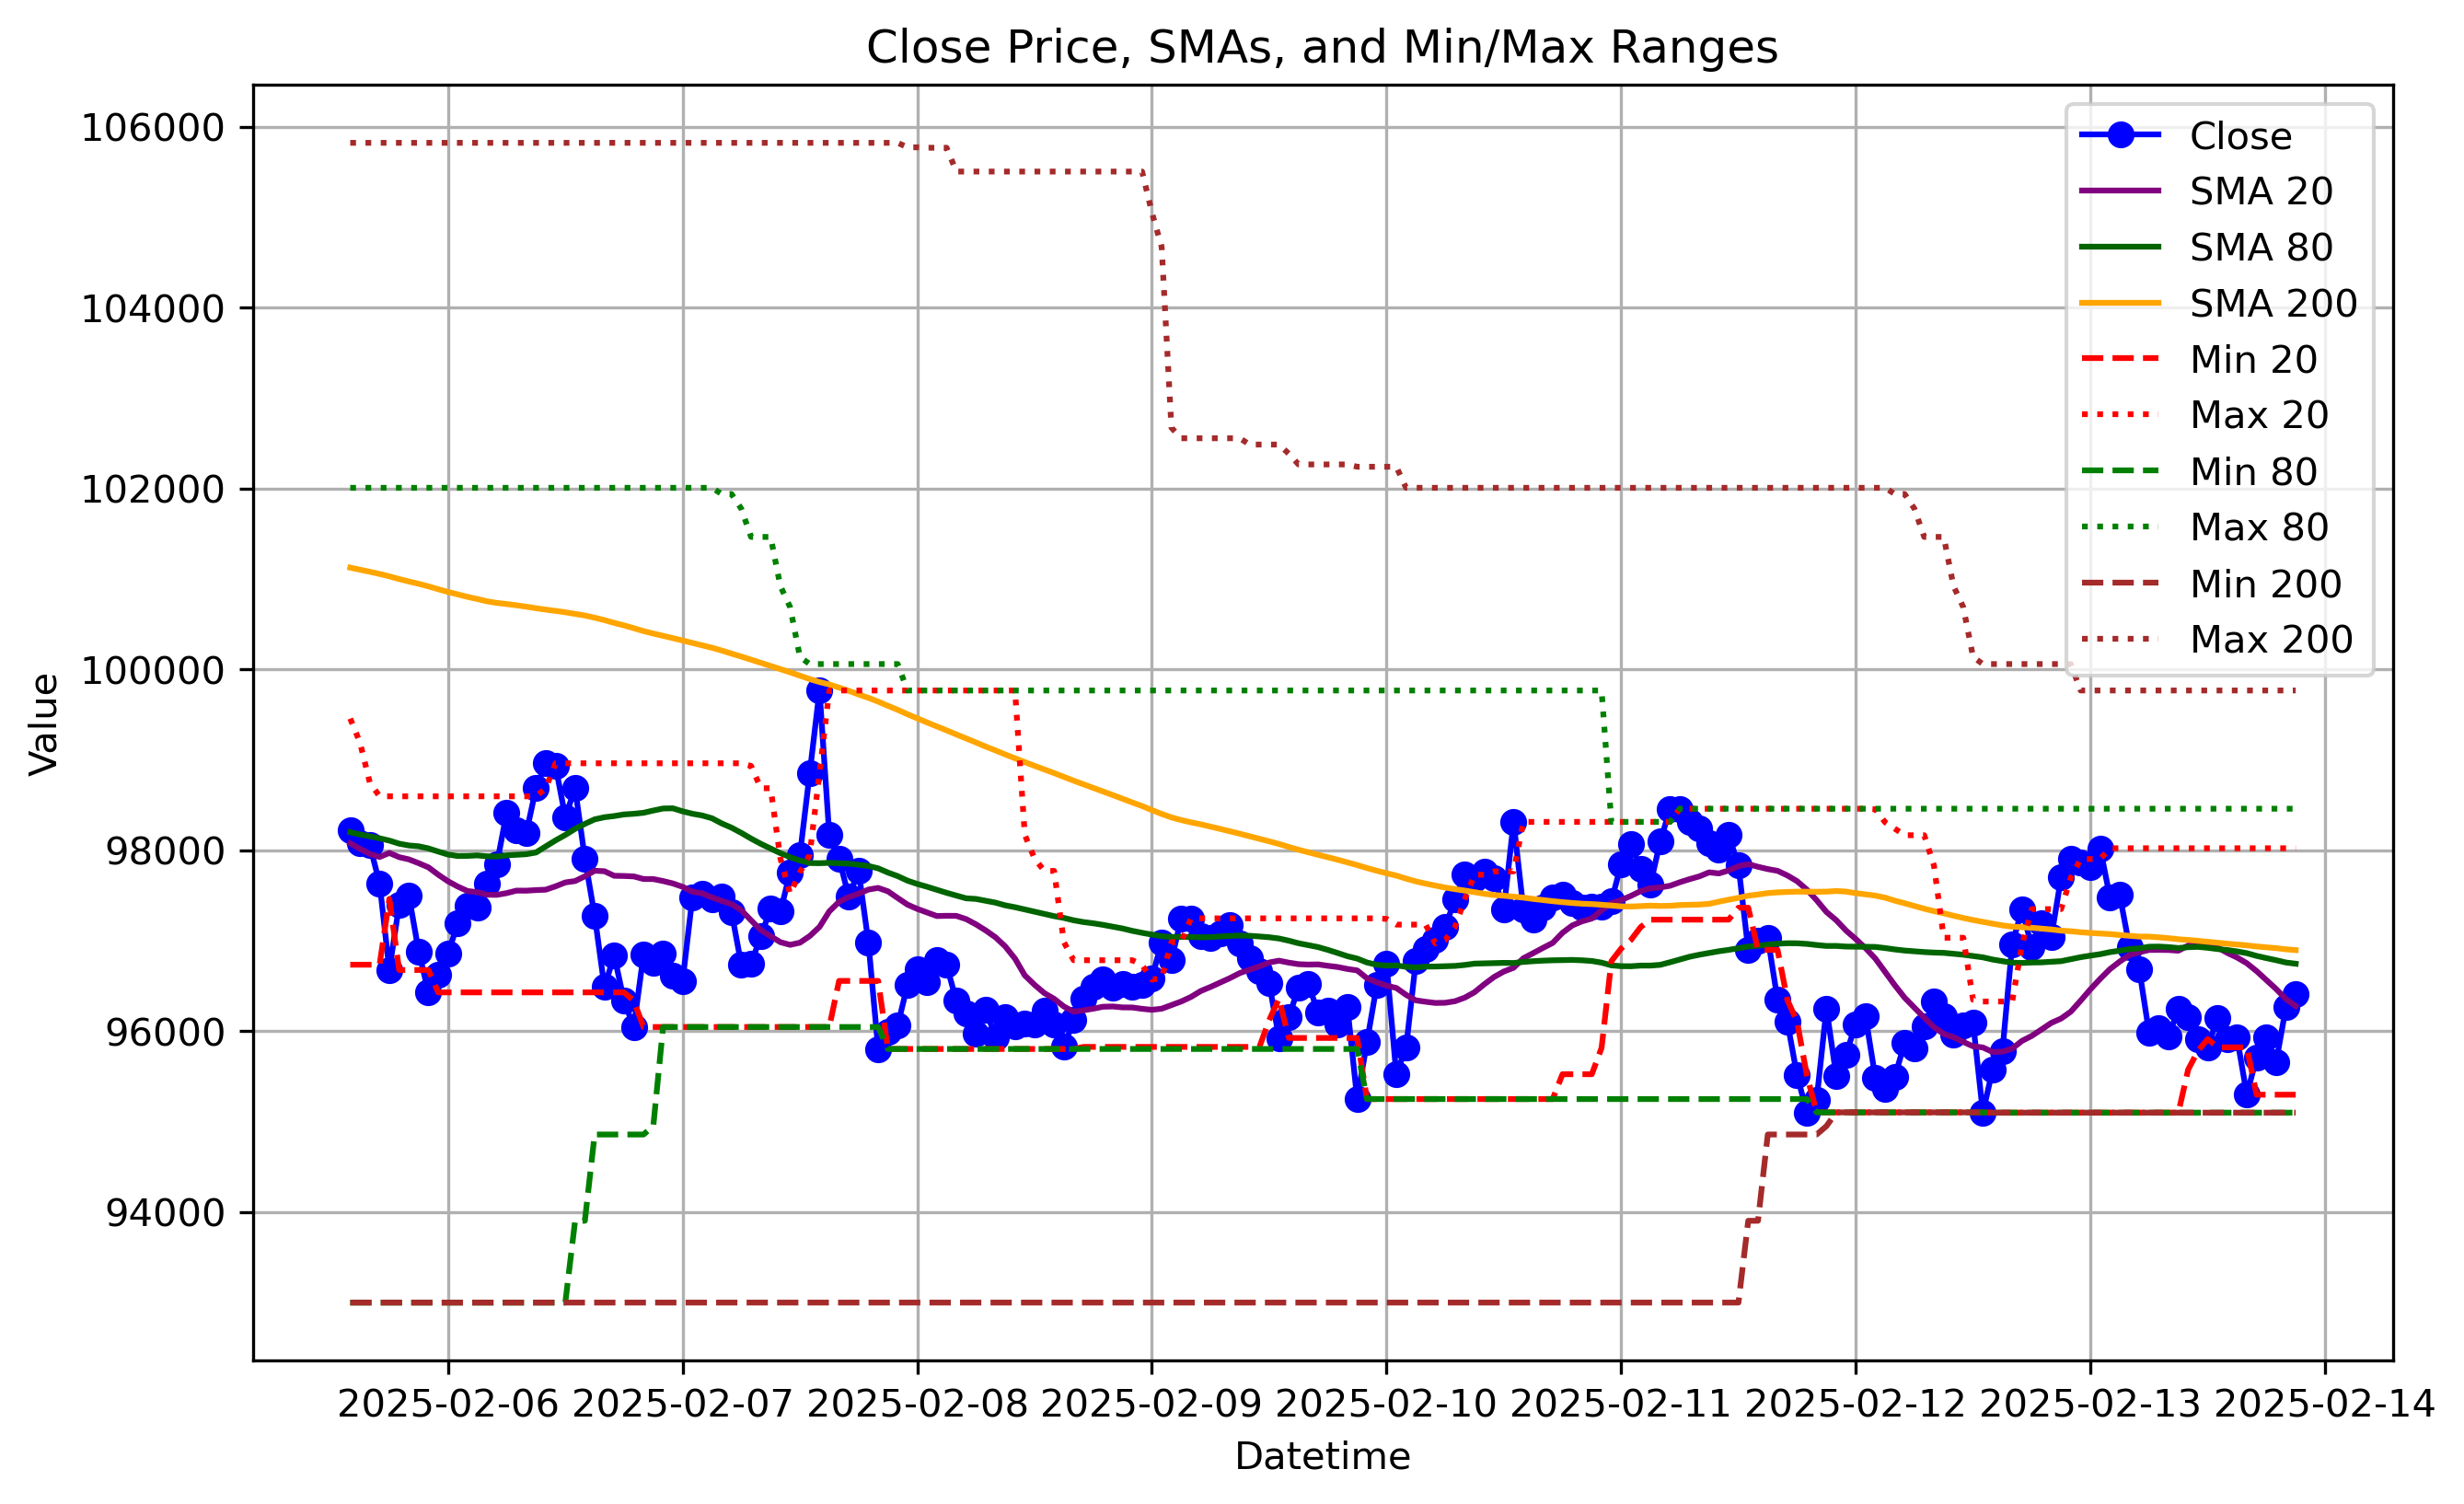 Close Price, SMAs, and Min/Max Ranges
106000
104000
102000
100000
98000
96000
94000
Value
Close
SMA 20
SMA 80
SMA 200
Min 20
Max 20
Min 80
Max 80
Min 200
Max 200
2025-02-06 2025-02-07 2025-02-08 2025-02-09 2025-02-10 2025-02-11 2025-02-12 2025-02-13 2025-02-14
Datetime